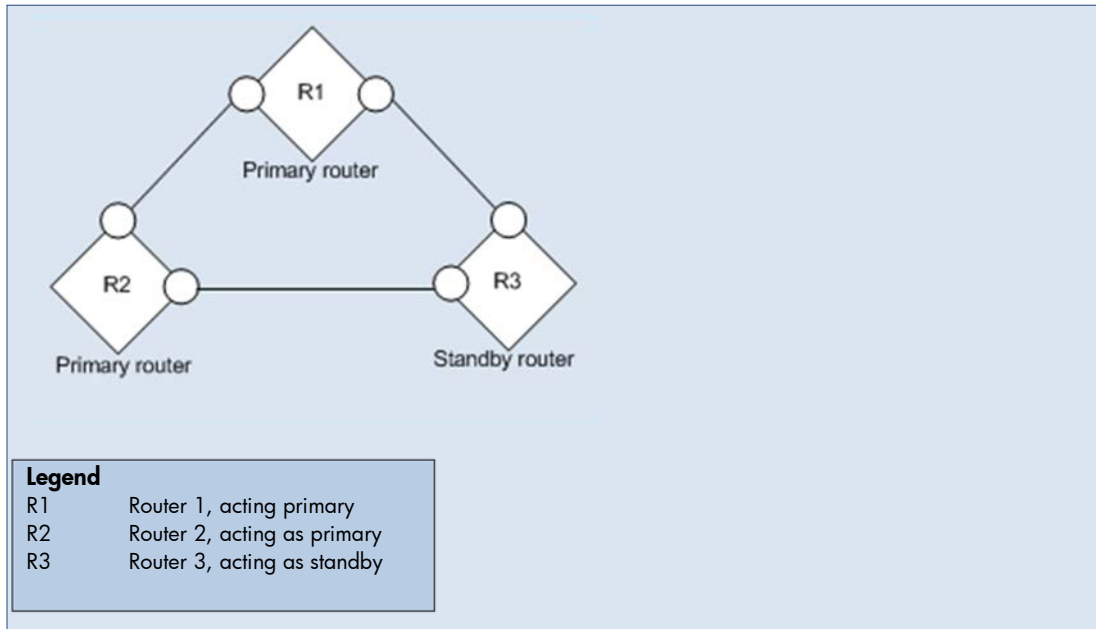 R1
Primary router
R2
R3
Primary router
Standby router
Legend
R1 Router 1, acting primary
R2 Router 2, acting as primary
R3 Router 3, acting as standby